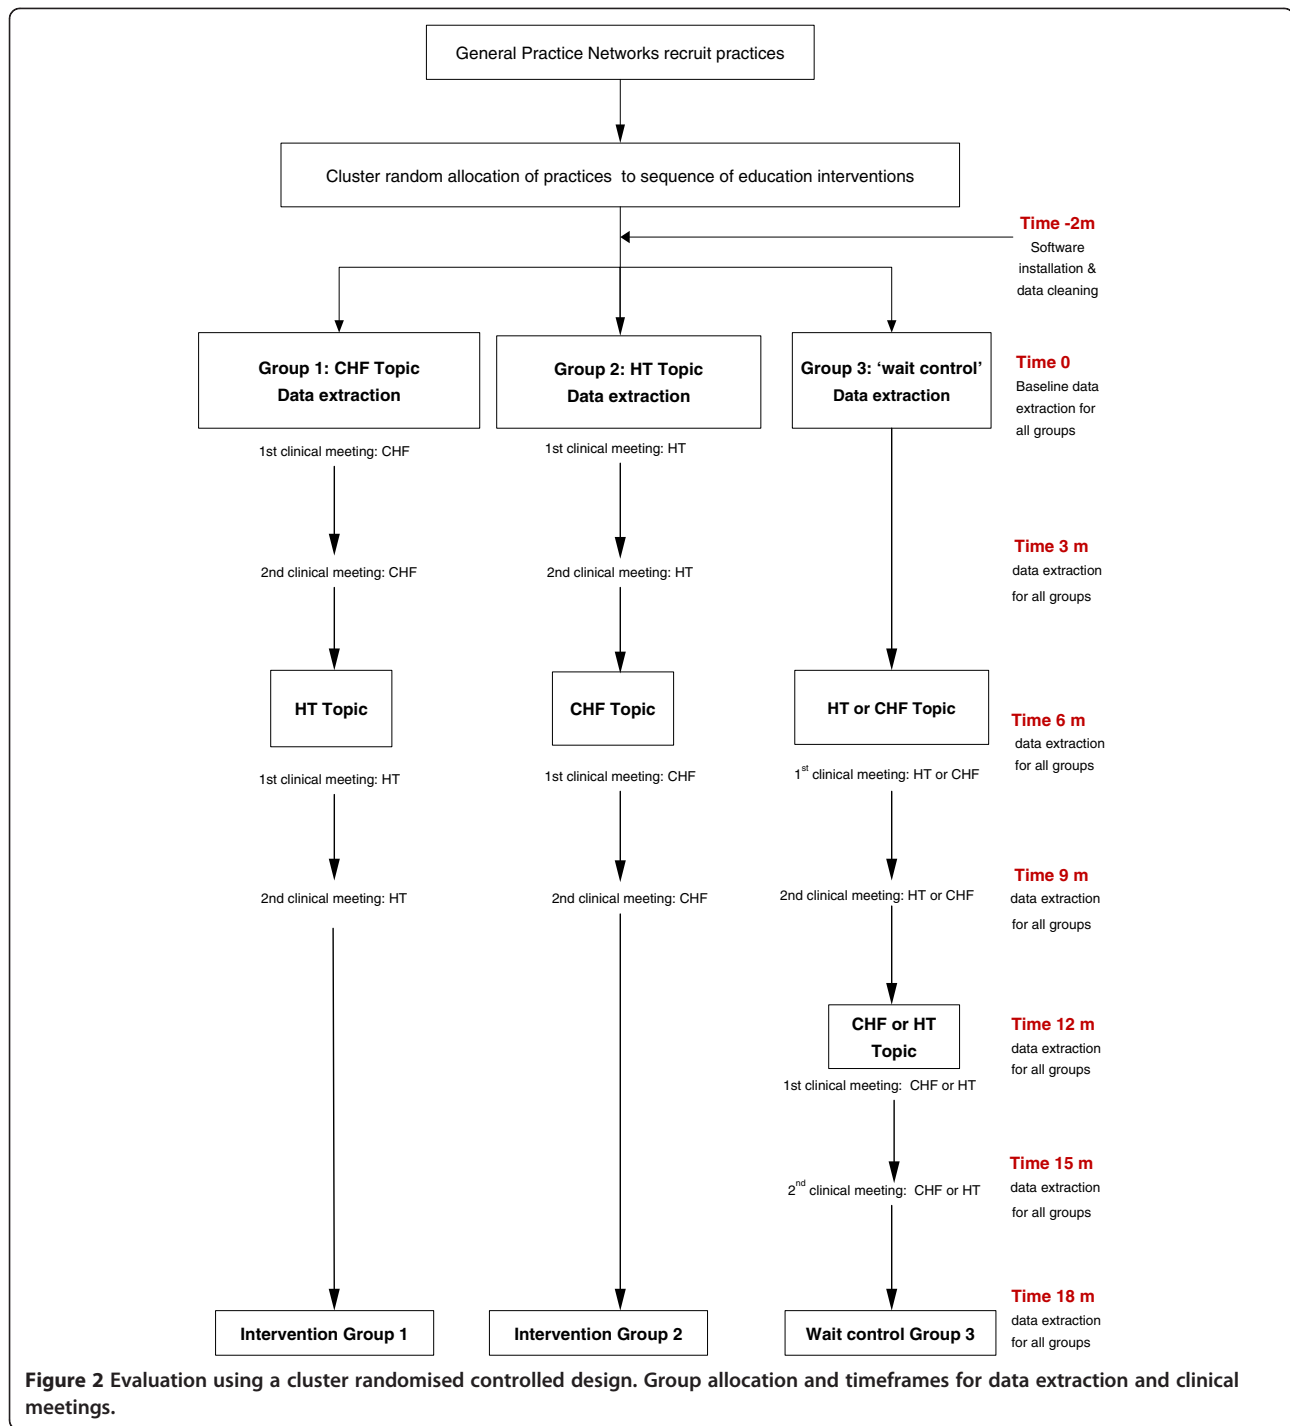 General Practice Networks recruit practices
Cluster random allocation of practices to sequence of education interventions
Time -2m
Software
installation &
data cleaning
Group 1: CHF Topic
Data extraction
Group 2: HT Topic
Data extraction
Group 3: ‘wait control’
Data extraction
Time 0
Baseline data
extraction for
all groups
1st clinical meeting: CHF
1st clinical meeting: HT
2nd clinical meeting: CHF
2nd clinical meeting: HT
Time 3 m
data extraction
for all groups
HT Topic
CHF Topic
HT or CHF Topic
Time 6 m
data extraction
for all groups
1st clinical meeting: HT
1st clinical meeting: CHF
1st clinical meeting: HT or CHF
2nd clinical meeting: HT
2nd clinical meeting: CHF
2nd clinical meeting: HT or CHF
Time 9 m
data extraction
for all groups
CHF or HT
Topic
Time 12 m
data extraction
for all groups
1st clinical meeting: CHF or HT
2nd clinical meeting: CHF or HT
Time 15 m
data extraction
for all groups
Intervention Group 1
Intervention Group 2
Wait control Group 3
Time 18 m
data extraction
for all groups
Figure 2 Evaluation using a cluster randomised controlled design. Group allocation and timeframes for data extraction and clinical
meetings.